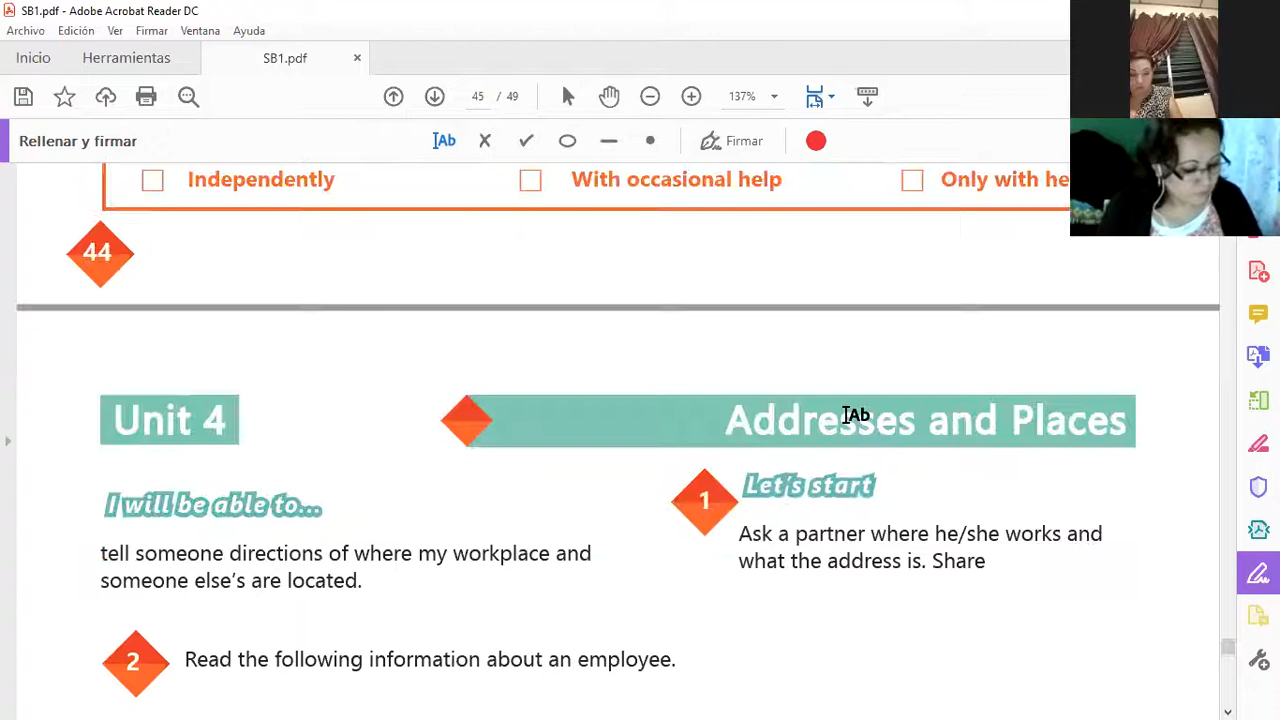 SB1.pdf - Adobe Acrobat Reader DC
Archivo Edición Ver Firmar Ventana Ayuda
Inicio Herramientas SB1.pdf ×
45 / 49 137%
Rellenar y firmar Ab Firmar
Independently With occasional help Only with he
44
Unit 4 Addresses and Places
Ab
I will be able to...
tell someone directions of where my workplace and
someone else's are located.
1 Let's start
Ask a partner where he/she works and
what the address is. Share
2 Read the following information about an employee.